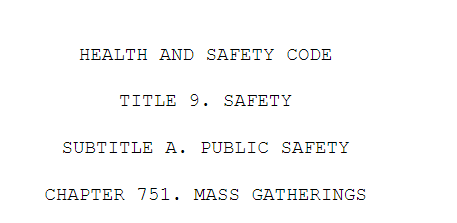 HEALTH AND SAFETY CODE
TITLE 9. SAFETY
SUBTITLE A. PUBLIC SAFETY
CHAPTER 751. MASS GATHERINGS